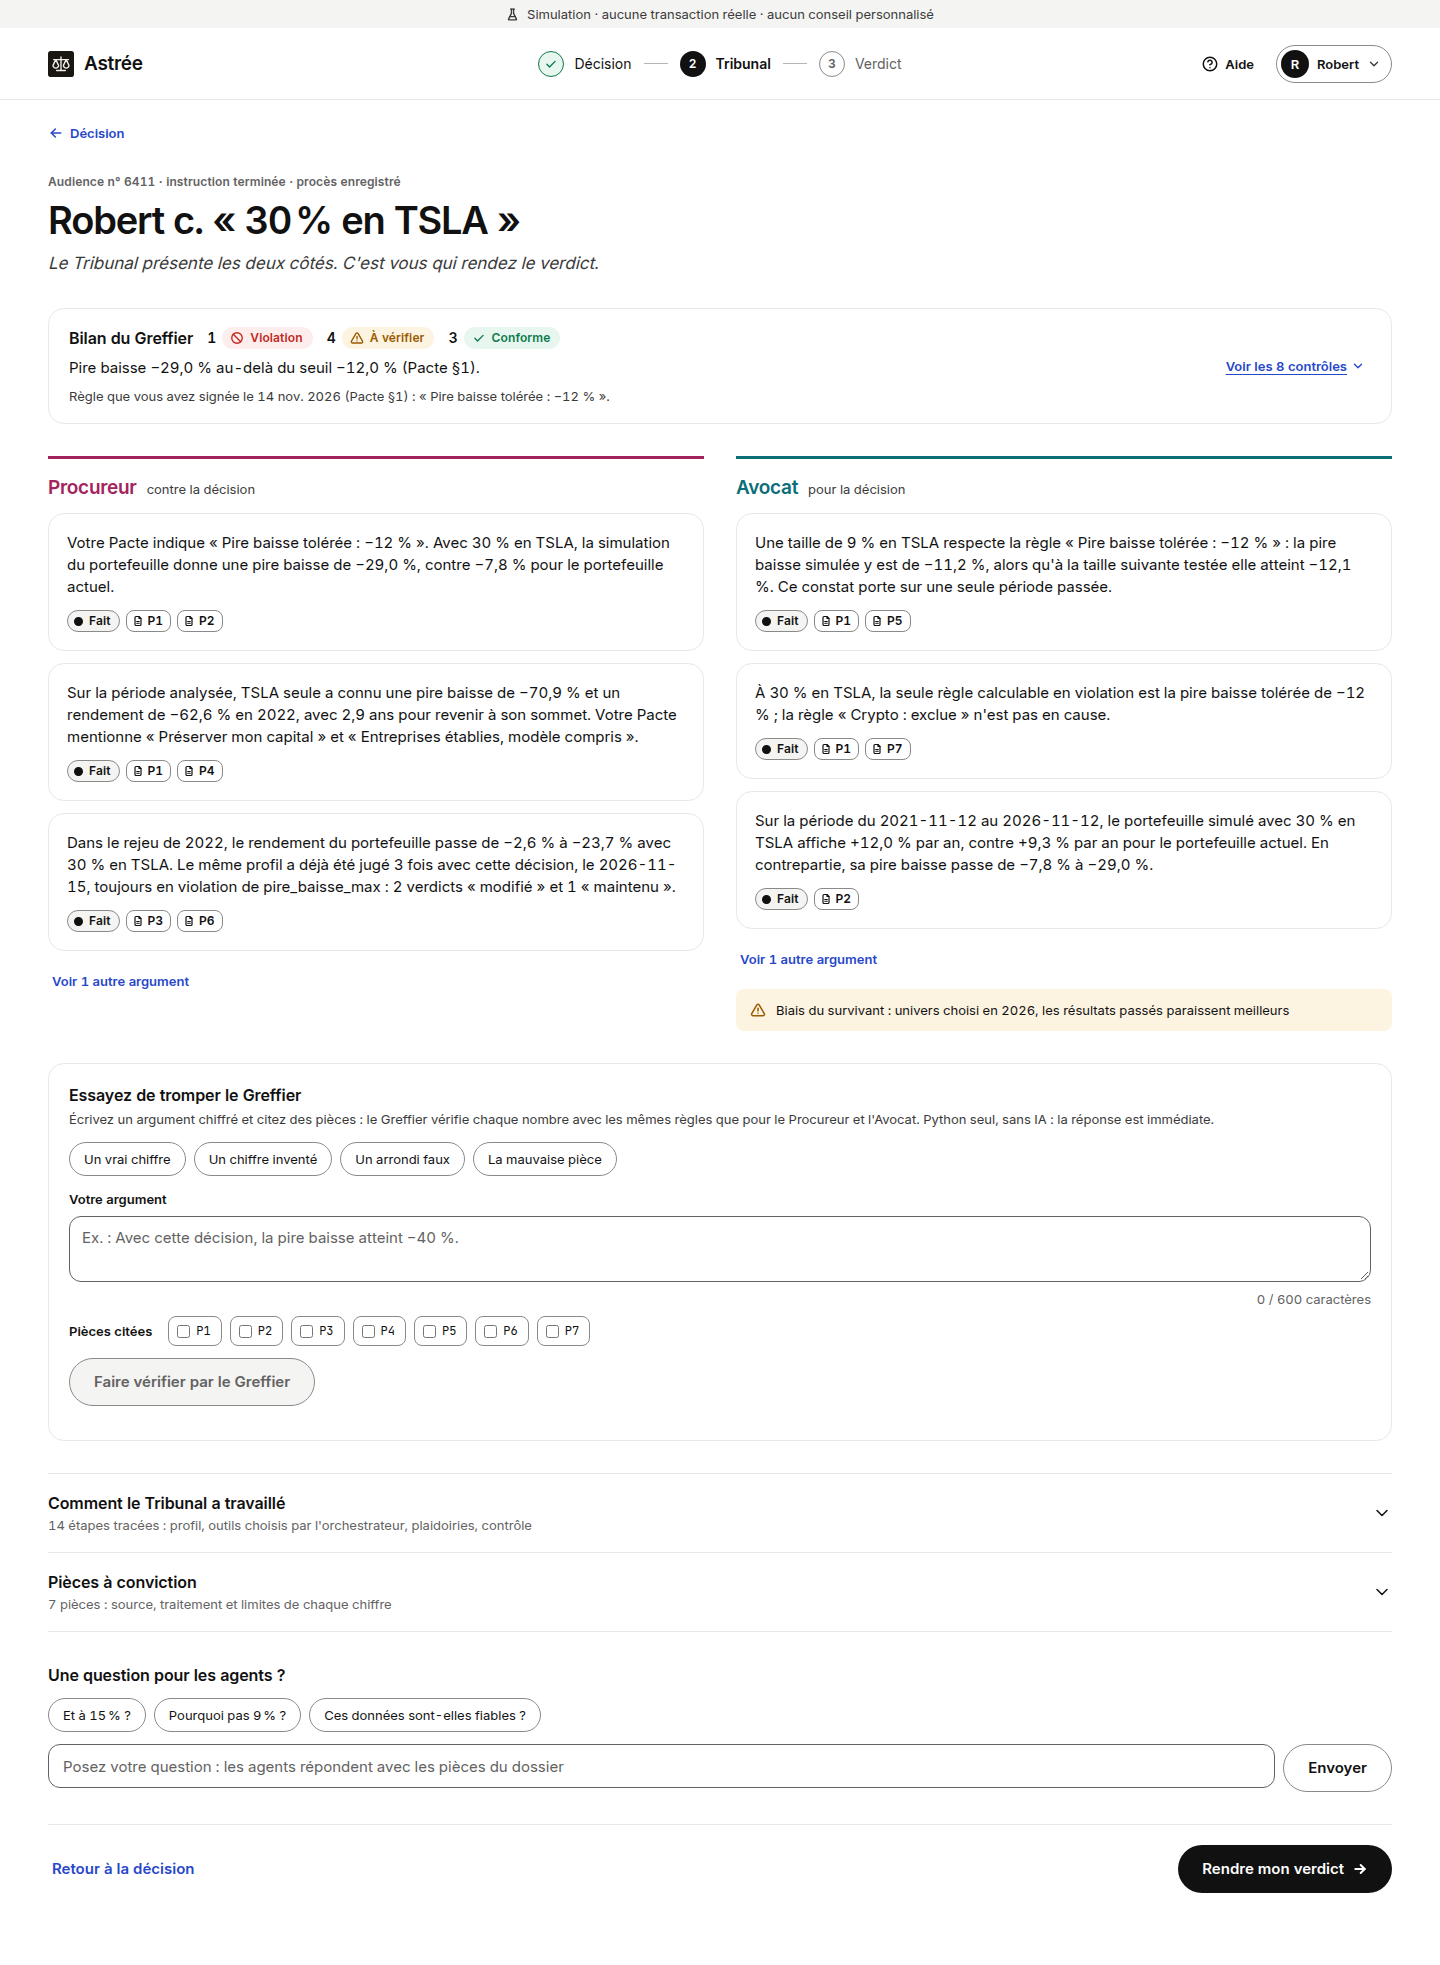 Simulation · aucune transaction réelle · aucun conseil personnalisé
Astrée
Décision
2 Tribunal
3 Verdict
Aide
R Robert
Décision
Audience n° 6411 · instruction terminée · procès enregistré
Robert c. « 30 % en TSLA »
Le Tribunal présente les deux côtés. C'est vous qui rendez le verdict.
Bilan du Greffier 1 Violation 4 À vérifier 3 Conforme
Pire baisse −29,0 % au-delà du seuil −12,0 % (Pacte §1).
Voir les 8 contrôles
Règle que vous avez signée le 14 nov. 2026 (Pacte §1) : « Pire baisse tolérée : −12 % ».
Procureur contre la décision
Votre Pacte indique « Pire baisse tolérée : −12 % ». Avec 30 % en TSLA, la simulation
du portefeuille donne une pire baisse de −29,0 %, contre −7,8 % pour le portefeuille
actuel.
Fait P1 P2
Sur la période analysée, TSLA seule a connu une pire baisse de −70,9 % et un
rendement de −62,6 % en 2022, avec 2,9 ans pour revenir à son sommet. Votre Pacte
mentionne « Préserver mon capital » et « Entreprises établies, modèle compris ».
Fait P1 P4
Dans le rejeu de 2022, le rendement du portefeuille passe de −2,6 % à −23,7 % avec
30 % en TSLA. Le même profil a déjà été jugé 3 fois avec cette décision, le 2026-11-
15, toujours en violation de pire_baisse_max : 2 verdicts « modifié » et 1 « maintenu ».
Fait P3 P6
Voir 1 autre argument
Avocat pour la décision
Une taille de 9 % en TSLA respecte la règle « Pire baisse tolérée : −12 % » : la pire
baisse simulée y est de −11,2 %, alors qu'à la taille suivante testée elle atteint −12,1
%. Ce constat porte sur une seule période passée.
Fait P1 P5
À 30 % en TSLA, la seule règle calculable en violation est la pire baisse tolérée de −12
% ; la règle « Crypto : exclue » n'est pas en cause.
Fait P1 P7
Sur la période du 2021-11-12 au 2026-11-12, le portefeuille simulé avec 30 % en
TSLA affiche +12,0 % par an, contre +9,3 % par an pour le portefeuille actuel. En
contrepartie, sa pire baisse passe de −7,8 % à −29,0 %.
Fait P2
Voir 1 autre argument
Biais du survivant : univers choisi en 2026, les résultats passés paraissent meilleurs
Essayez de tromper le Greffier
Écrivez un argument chiffré et citez des pièces : le Greffier vérifie chaque nombre avec les mêmes règles que pour le Procureur et l'Avocat. Python seul, sans IA : la réponse est immédiate.
Un vrai chiffre
Un chiffre inventé
Un arrondi faux
La mauvaise pièce
Votre argument
Ex. : Avec cette décision, la pire baisse atteint −40 %.
0 / 600 caractères
Pièces citées P1 P2 P3 P4 P5 P6 P7
Faire vérifier par le Greffier
Comment le Tribunal a travaillé
14 étapes tracées : profil, outils choisis par l'orchestrateur, plaidoiries, contrôle
Pièces à conviction
7 pièces : source, traitement et limites de chaque chiffre
Une question pour les agents ?
Et à 15 % ?
Pourquoi pas 9 % ?
Ces données sont-elles fiables ?
Posez votre question : les agents répondent avec les pièces du dossier
Envoyer
Retour à la décision
Rendre mon verdict